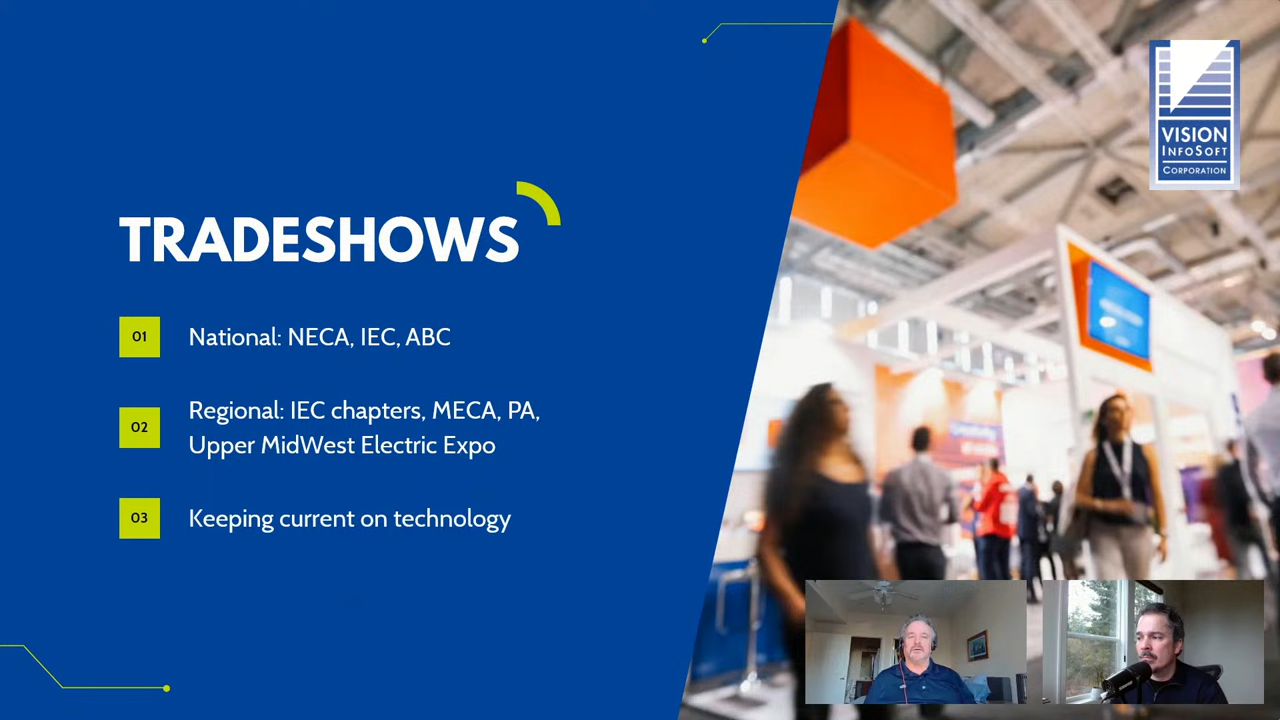 VISION
INFOSOFT
CORPORATION
TRADESHOWS
01
National: NECA, IEC, ABC
02
Regional: IEC chapters, MECA, PA,
Upper MidWest Electric Expo
03
Keeping current on technology